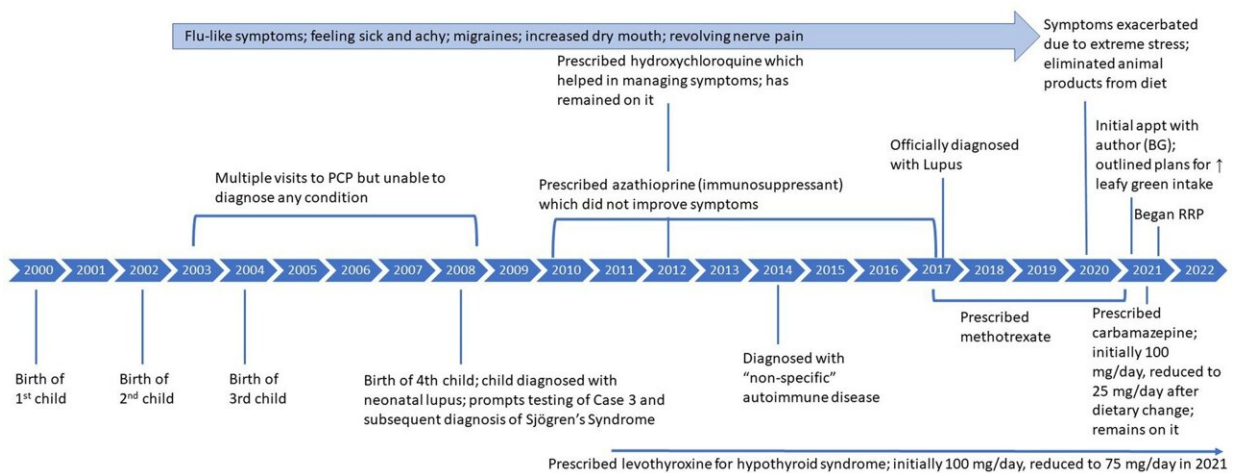 Flu-like symptoms; feeling sick and achy; migraines; increased dry mouth; revolving nerve pain
Symptoms exacerbated
due to extreme stress;
eliminated animal
products from diet
Prescribed hydroxychloroquine which
helped in managing symptoms; has
remained on it
Initial appt with
author (BG);
outlined plans for ↑
leafy green intake
Officially diagnosed
with Lupus
Multiple visits to PCP but unable to
diagnose any condition
Prescribed azathioprine (immunosuppressant)
which did not improve symptoms
Began RRP
2000 2001 2002 2003 2004 2005 2006 2007 2008 2009 2010 2011 2012 2013 2014 2015 2016 2017 2018 2019 2020 2021 2022
Birth of
1st child
Birth of
2nd child
Birth of
3rd child
Birth of 4th child; child diagnosed with
neonatal lupus; prompts testing of Case 3 and
subsequent diagnosis of Sjögren's Syndrome
Diagnosed with
“non-specific”
autoimmune disease
Prescribed
methotrexate
Prescribed
carbamazepine;
initially 100
mg/day, reduced to
25 mg/day after
dietary change;
remains on it
Prescribed levothyroxine for hypothyroid syndrome; initially 100 mg/day, reduced to 75 mg/day in 2021